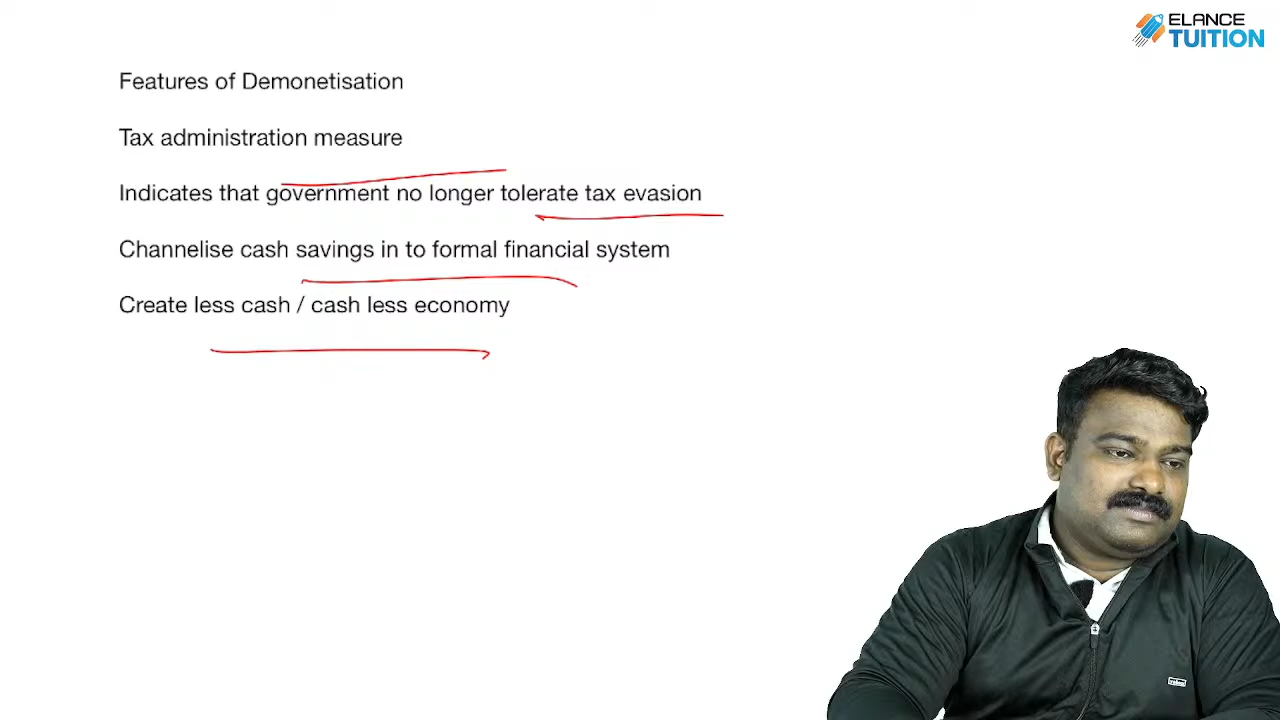 ELANCE
TUITION
Features of Demonetisation
Tax administration measure
Indicates that government no longer tolerate tax evasion
Channelise cash savings in to formal financial system
Create less cash / cash less economy